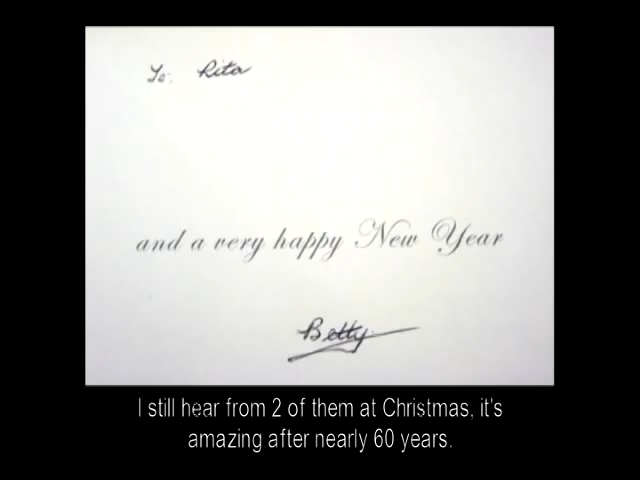 To: Rita
and a very happy New Year
Betty
I still hear from 2 of them at Christmas, it's
amazing after nearly 60 years.